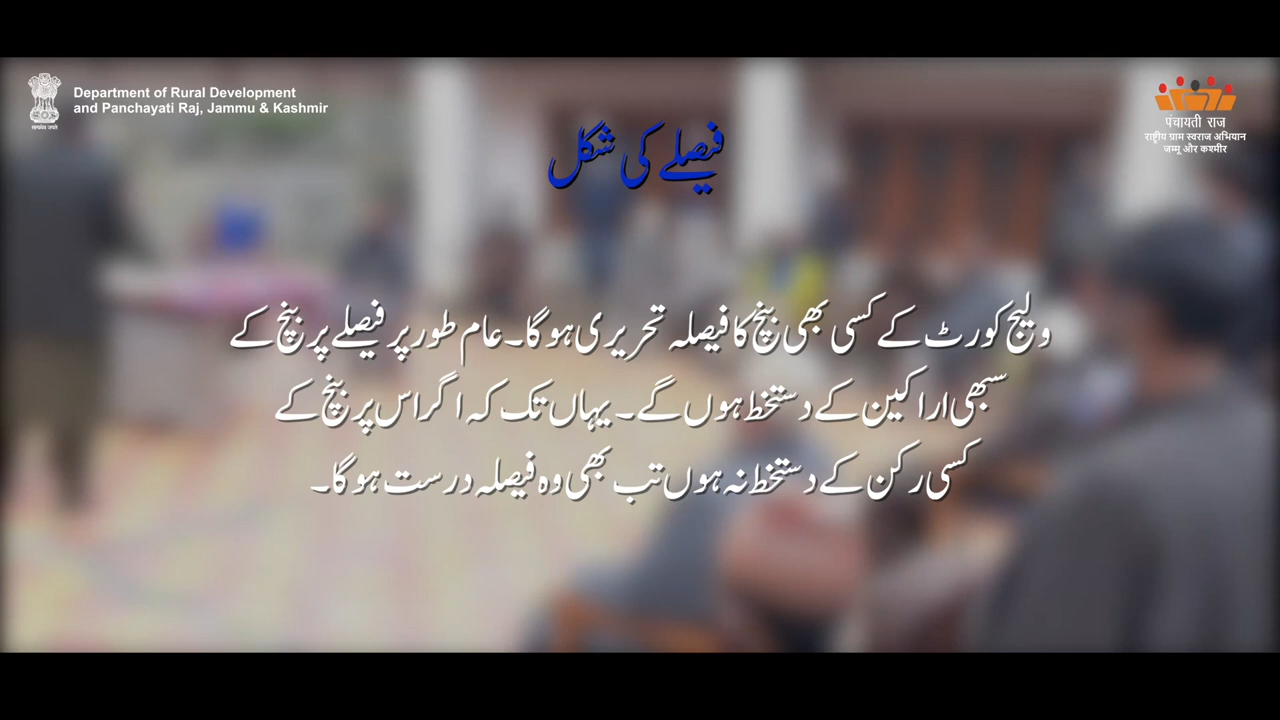 Department of Rural Development
and Panchayati Raj, Jammu & Kashmir
सत्यमेव जयते
पंचायती राज
राष्ट्रीय ग्राम स्वराज अभियान
जम्मू और कश्मीर
فیصلے کی شکل
ولیج کورٹ کے کسی بھی بنچ کا فیصلہ تحریری ہوگا۔ عام طور پر فیصلے پر بنچ کے
سبھی اراکین کے دستخط ہوں گے۔ یہاں تک کہ اگر اس پر بنچ کے
کسی رکن کے دستخط نہ ہوں تب بھی وہ فیصلہ درست ہوگا۔